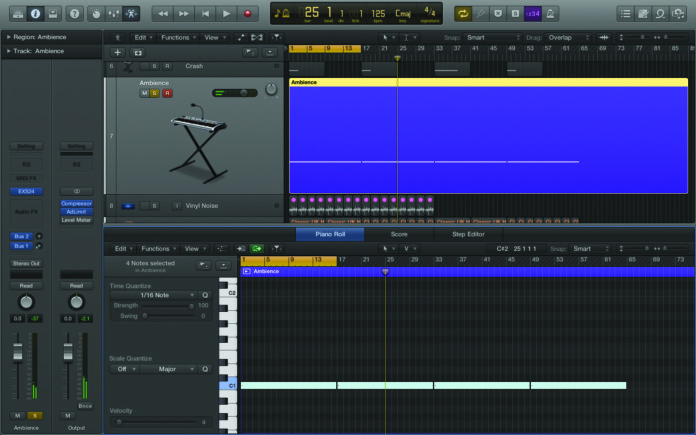 25 1 1 1 125 Cmaj 4/4
bar beat div tick bpm key signature
1234
Region: Ambience
Track: Ambience
Edit Functions View Snap: Smart Drag: Overlap
1 5 9 13 17 21 25 29 33 37 41 45 49 53 57 61 65 69 73 77 81 85
6 Crash M S
Ambience
M S R
7
Ambience
8 Vinyl Noise S I
Setting Setting
EQ EQ
MIDI FX
EXS24
Audio FX
Compressor
AdLimit
Level Meter
Bus 2
Bus 1
Stereo Out
Read Read
0.0 -37 0.0 -2.1
Bnce
M S M
Ambience Output
Piano Roll Score Step Editor
Edit Functions View C#2 25 1 1 1 Snap: Smart
4 Notes selected
in Ambience
1 5 9 13 17 21 25 29 33 37 41 45 49 53 57 61 65 69 73
Ambience
Time Quantize
1/16 Note Q
Strength 100
Swing 0
Scale Quantize
Off Major Q
Velocity
C2
C1